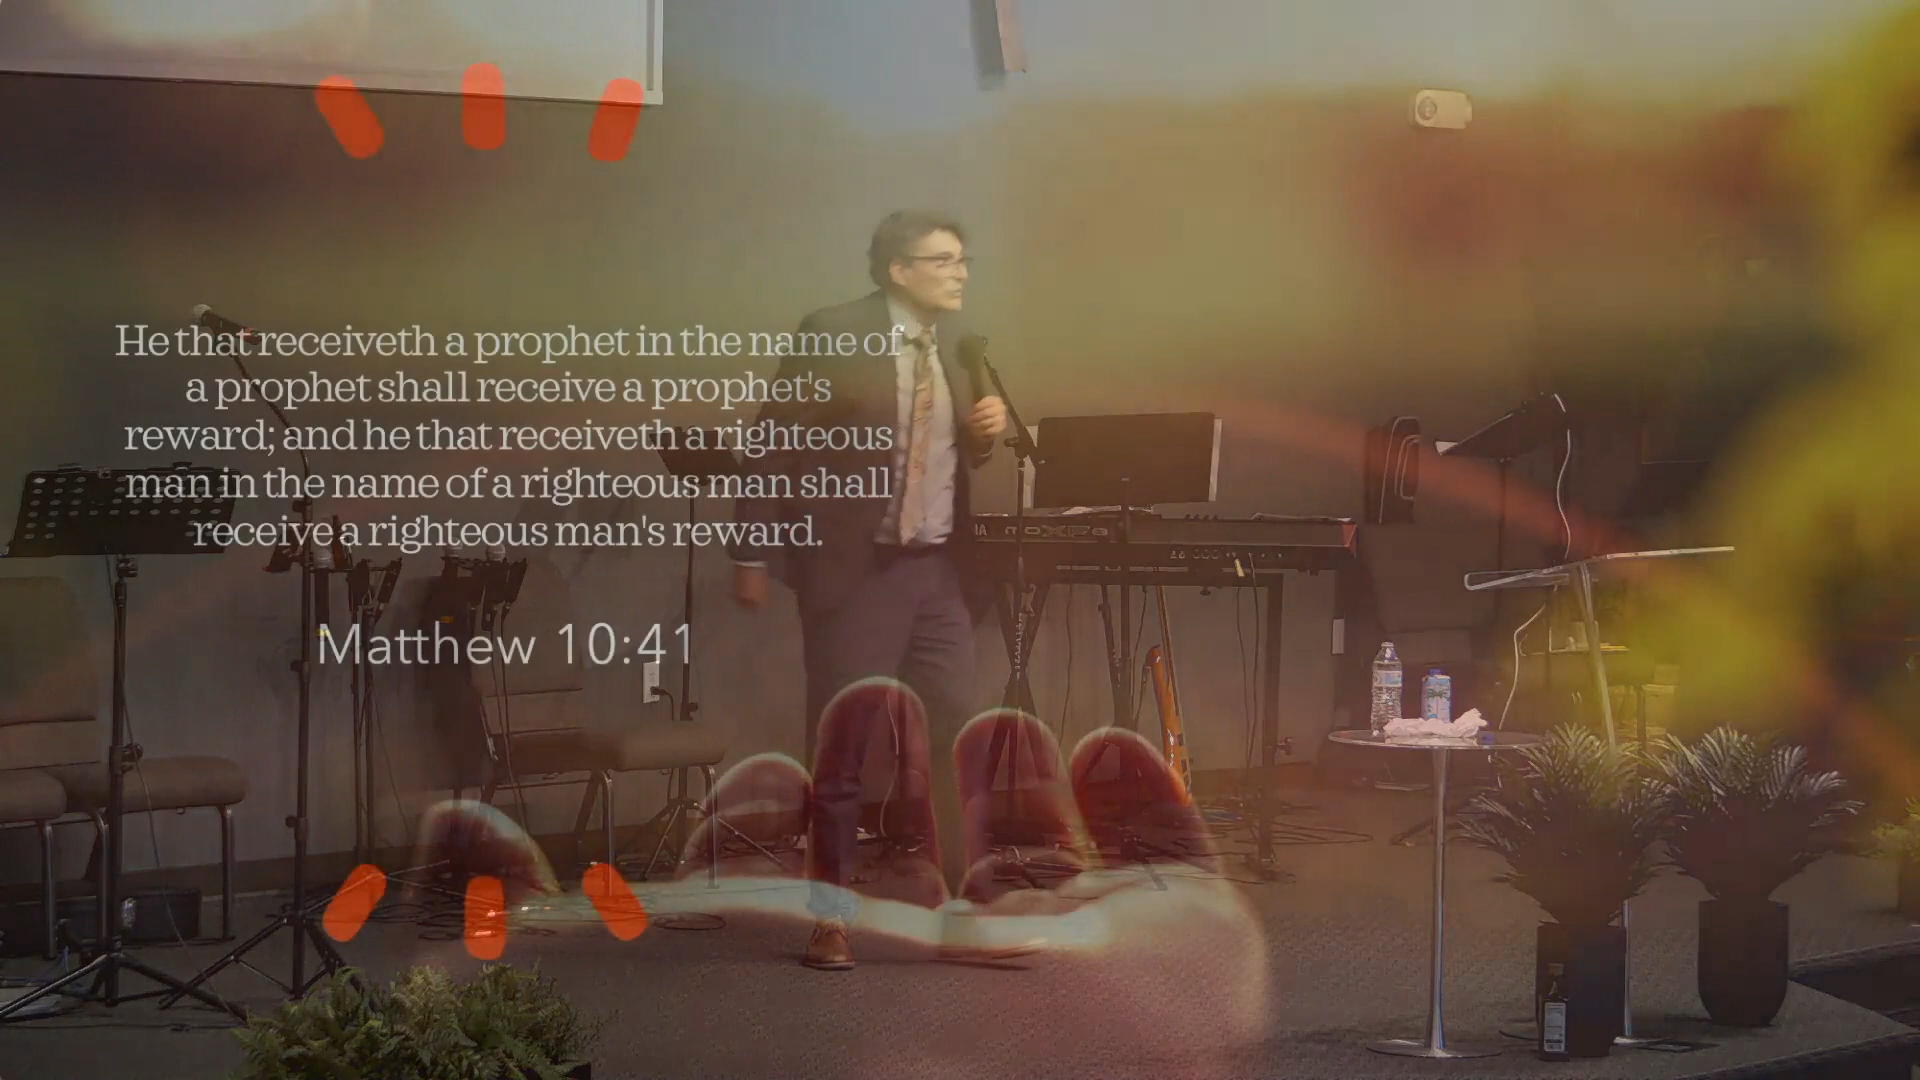 He that receiveth a prophet in the name of
a prophet shall receive a prophet's
reward; and he that receiveth a righteous
man in the name of a righteous man shall
receive a righteous man's reward.
Matthew 10:41
MOXF8